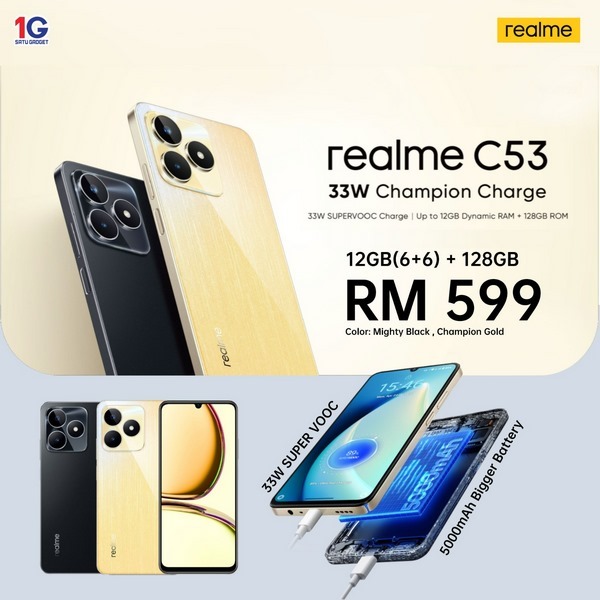 1G
SATU GADGET
realme
realme C53
33W Champion Charge
33W SUPERVOOC Charge | Up to 12GB Dynamic RAM + 128GB ROM
12GB(6+6) + 128GB
RM 599
Color: Mighty Black , Champion Gold
realme
33W SUPER VOOC
15:40
5000mAh
5000mAh Bigger Battery
realme
realme